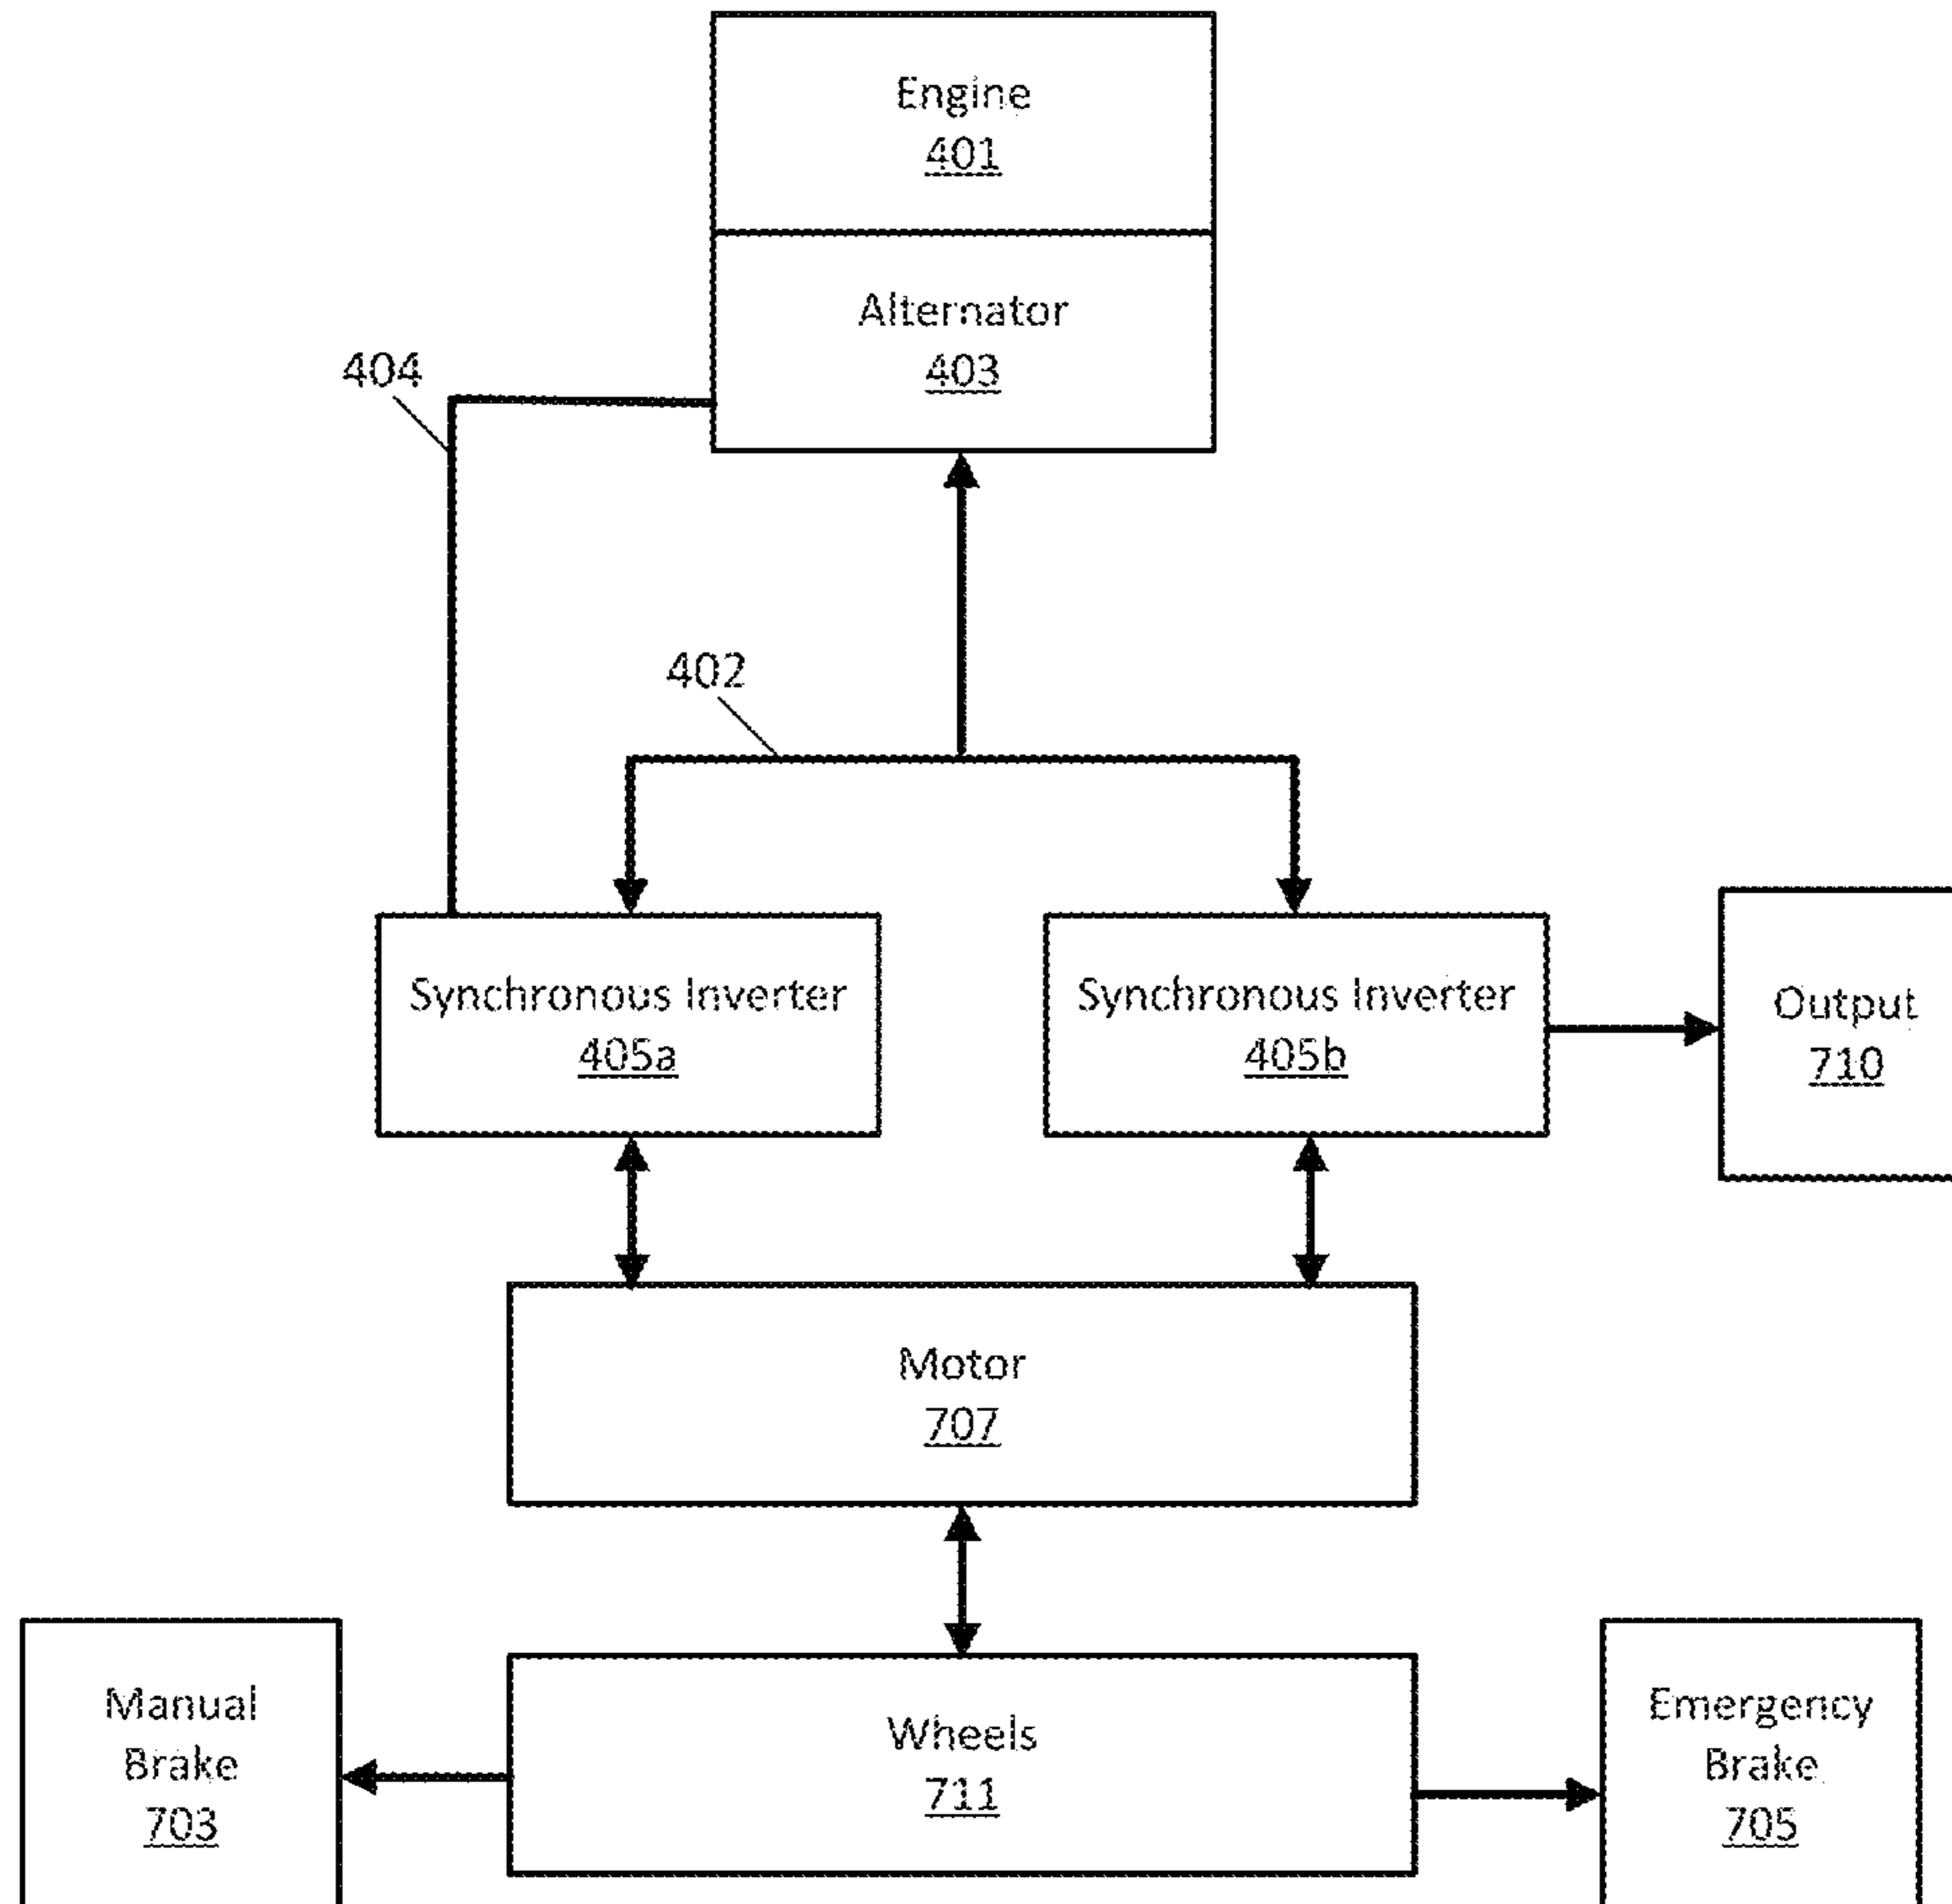 Engine
401
Alternator
403
404
402
Synchronous Inverter
405a
Synchronous Inverter
405b
Output
710
Motor
707
Manual
Brake
703
Wheels
711
Emergency
Brake
705